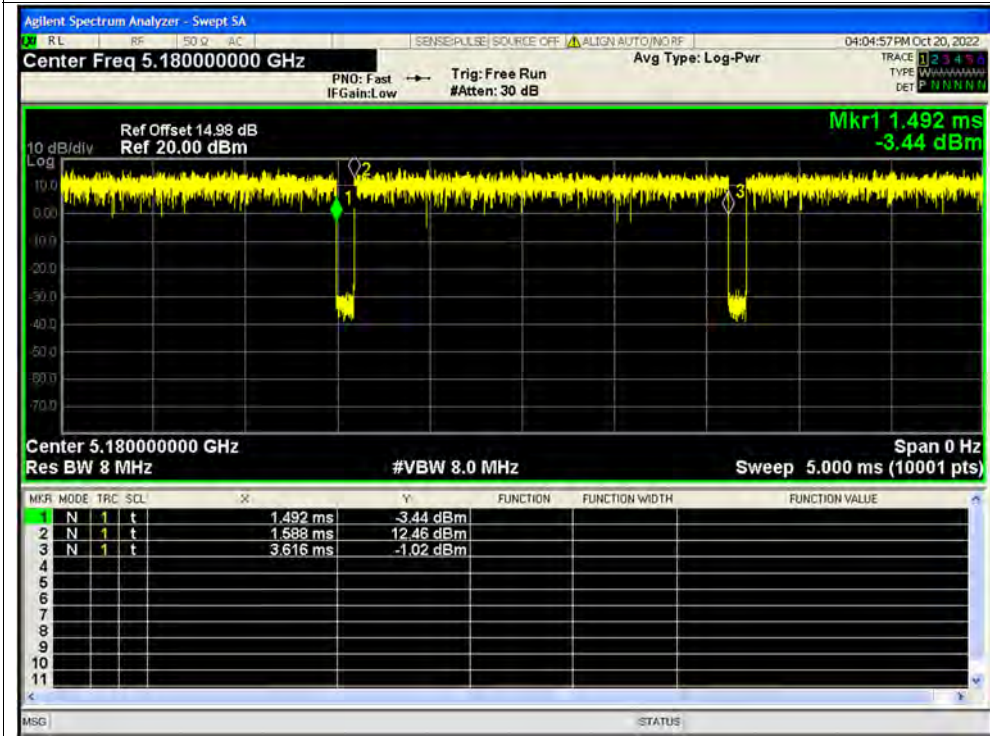 Agilent Spectrum Analyzer - Swept SA
RL RF 50 Ω AC SENSE:PULSE SOURCE OFF ALIGN AUTO/NO RF 04:04:57 PM Oct 20, 2022
Center Freq 5.180000000 GHz Avg Type: Log-Pwr TRACE 1 2 3 4 5 6
PNO: Fast Trig: Free Run TYPE W
IFGain:Low #Atten: 30 dB DET P N N N N N
Mkr1 1.492 ms
Ref Offset 14.98 dB
10 dB/div Ref 20.00 dBm -3.44 dBm
Log
2
10.0
1 3
0.00
-10.0
-20.0
-30.0
-40.0
-50.0
-60.0
-70.0
Center 5.180000000 GHz Span 0 Hz
Res BW 8 MHz #VBW 8.0 MHz Sweep 5.000 ms (10001 pts)
MKR MODE TRC SCL X Y FUNCTION FUNCTION WIDTH FUNCTION VALUE
1 N 1 t 1.492 ms -3.44 dBm
2 N 1 t 1.588 ms 12.46 dBm
3 N 1 t 3.616 ms -1.02 dBm
4
5
6
7
8
9
10
11
MSG STATUS